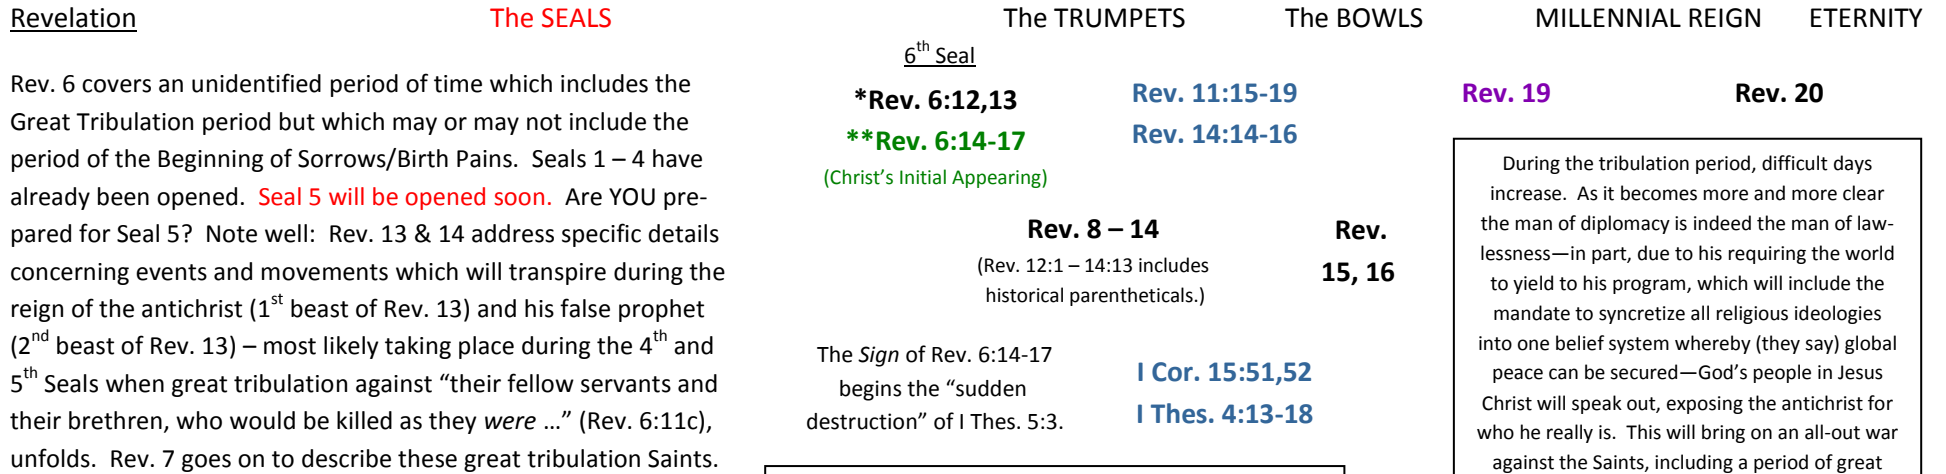 Revelation The SEALS The TRUMPETS The BOWLS MILLENNIAL REIGN ETERNITY
Rev. 6 covers an unidentified period of time which includes the
Great Tribulation period but which may or may not include the
period of the Beginning of Sorrows/Birth Pains.  Seals 1 – 4 have
already been opened.  Seal 5 will be opened soon.  Are YOU pre-
pared for Seal 5?  Note well:  Rev. 13 & 14 address specific details
concerning events and movements which will transpire during the
reign of the antichrist (1st beast of Rev. 13) and his false prophet
(2nd beast of Rev. 13) – most likely taking place during the 4th and
5th Seals when great tribulation against “their fellow servants and
their brethren, who would be killed as they were …” (Rev. 6:11c),
unfolds.  Rev. 7 goes on to describe these great tribulation Saints.
6th Seal
*Rev. 6:12,13
**Rev. 6:14-17
(Christ’s Initial Appearing)
Rev. 11:15-19
Rev. 14:14-16
Rev. 8 – 14
(Rev. 12:1 – 14:13 includes
historical parentheticals.)
Rev.
15, 16
The Sign of Rev. 6:14-17
begins the “sudden
destruction” of I Thes. 5:3.
I Cor. 15:51,52
I Thes. 4:13-18
Rev. 19
Rev. 20
During the tribulation period, difficult days
increase.  As it becomes more and more clear
the man of diplomacy is indeed the man of law-
lessness—in part, due to his requiring the world
to yield to his program, which will include the
mandate to syncretize all religious ideologies
into one belief system whereby (they say) global
peace can be secured—God’s people in Jesus
Christ will speak out, exposing the antichrist for
who he really is.  This will bring on an all-out war
against the Saints, including a period of great